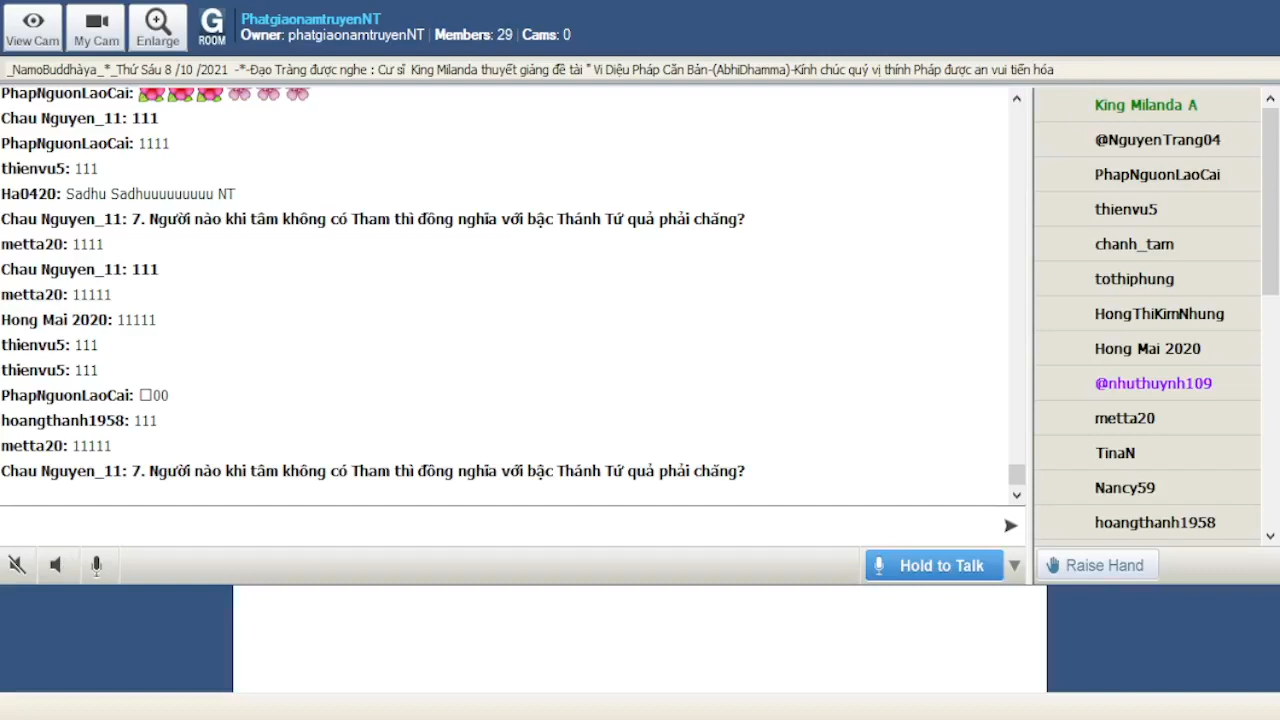 View Cam
My Cam
Enlarge
G
ROOM
PhatgiaonamtruyenNT
Owner: phatgiaonamtruyenNT | Members: 29 | Cams: 0
_NamoBuddhàya_*_Thứ Sáu 8 /10 /2021 -*-Đạo Tràng được nghe : Cư sĩ King Milanda thuyết giảng đề tài " Vi Diệu Pháp Căn Bản-(AbhiDhamma)-Kính chúc quý vị thính Pháp được an vui tiến hóa
PhapNguonLaoCai:
Chau Nguyen_11: 111
PhapNguonLaoCai: 1111
thienvu5: 111
Ha0420: Sadhu Sadhuuuuuuuuu NT
Chau Nguyen_11: 7. Người nào khi tâm không có Tham thì đồng nghĩa với bậc Thánh Tứ quả phải chăng?
metta20: 1111
Chau Nguyen_11: 111
metta20: 11111
Hong Mai 2020: 11111
thienvu5: 111
thienvu5: 111
PhapNguonLaoCai: □00
hoangthanh1958: 111
metta20: 11111
Chau Nguyen_11: 7. Người nào khi tâm không có Tham thì đồng nghĩa với bậc Thánh Tứ quả phải chăng?
King Milanda A
@NguyenTrang04
PhapNguonLaoCai
thienvu5
chanh_tam
tothiphung
HongThiKimNhung
Hong Mai 2020
@nhuthuynh109
metta20
TinaN
Nancy59
hoangthanh1958
Hold to Talk
Raise Hand